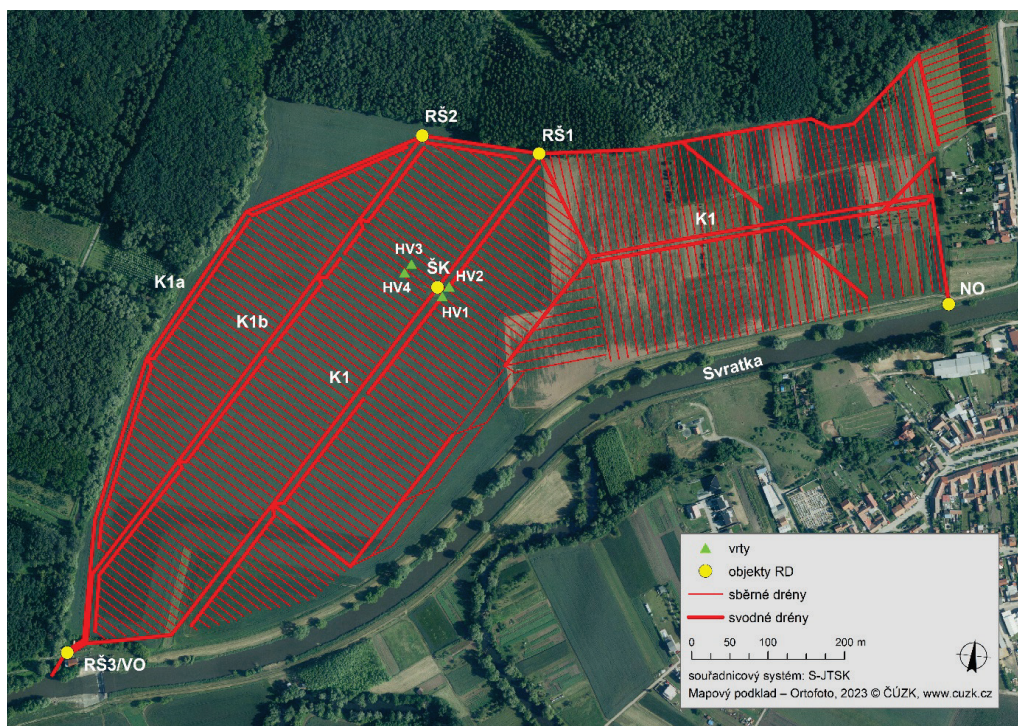 RŠ2
RŠ1
K1
HV3
ŠK
HV2
HV4
HV1
K1a
K1b
NO
K1
Svratka
RŠ3/VO
vrty
objekty RD
sběrné drény
svodné drény
0 50 100 200 m
souřadnicový systém: S-JTSK
Mapový podklad – Ortofoto, 2023 © ČÚZK, www.cuzk.cz